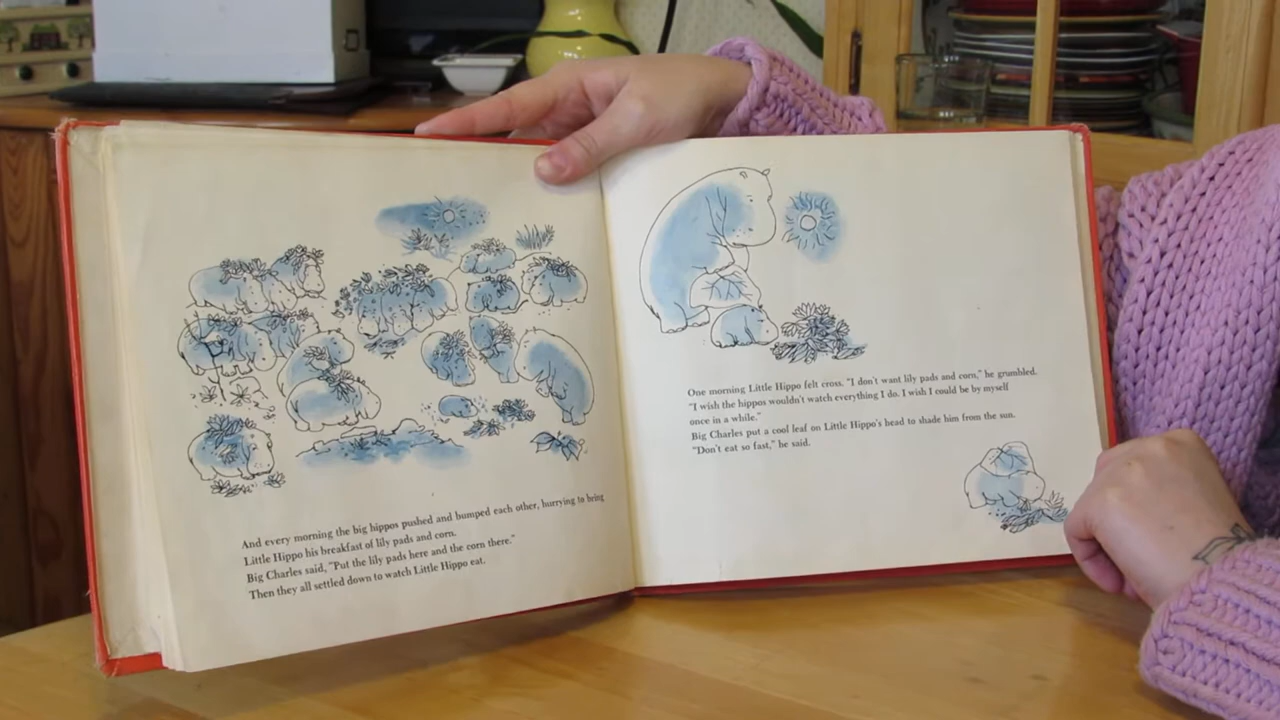 And every morning the big hippos pushed and bumped each other, hurrying to bring
Little Hippo his breakfast of lily pads and corn.
Big Charles said, "Put the lily pads here and the corn there."
Then they all settled down to watch Little Hippo eat.
One morning Little Hippo felt cross. "I don't want lily pads and corn," he grumbled.
"I wish the hippos wouldn't watch everything I do. I wish I could be by myself
once in a while."
Big Charles put a cool leaf on Little Hippo's head to shade him from the sun.
"Don't eat so fast," he said.